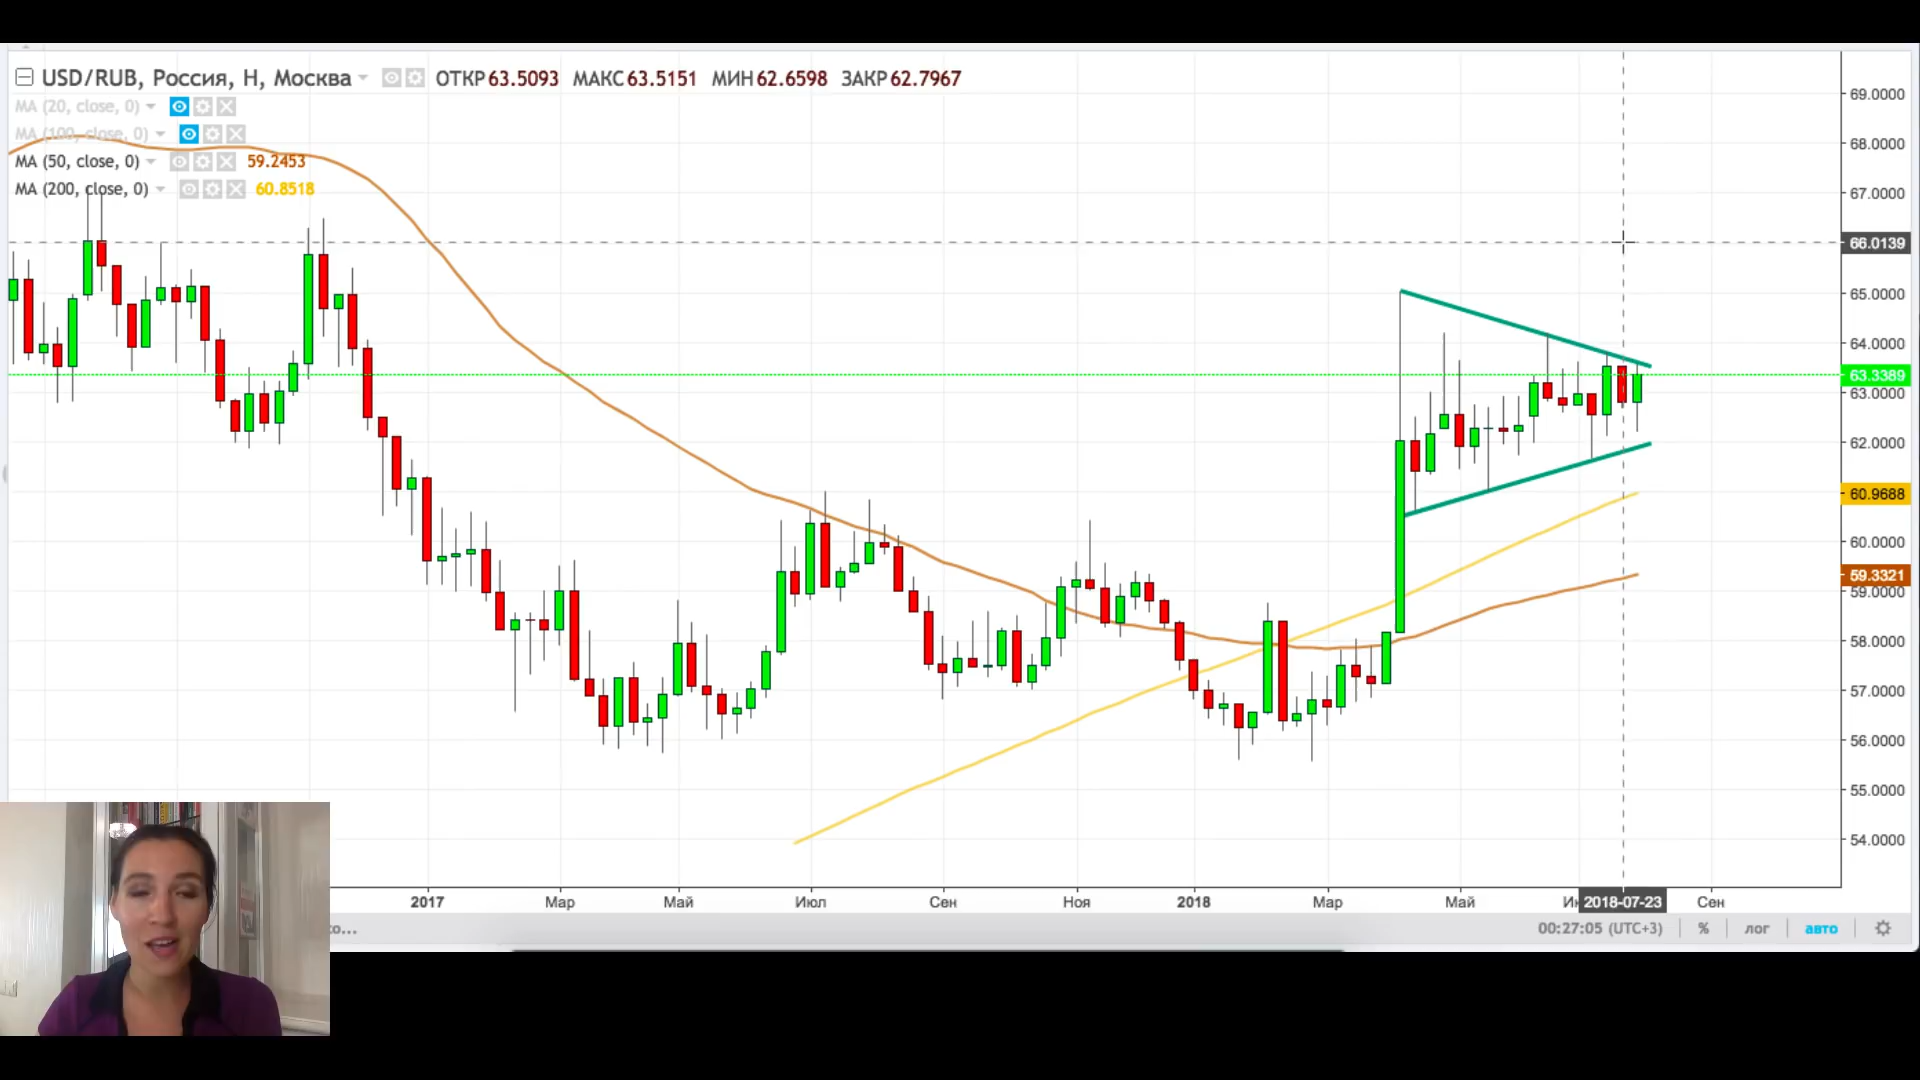 USD/RUB, Россия, Н, Москва ОТКР 63.5093 МАКС 63.5151 МИН 62.6598 ЗАКР 62.7967
MA (20, close, 0)
MA (100, close, 0)
MA (50, close, 0) 59.2453
MA (200, close, 0) 60.8518
69.0000
68.0000
67.0000
66.0139
65.0000
64.0000
63.3389
63.0000
62.0000
60.9688
60.0000
59.3321
59.0000
58.0000
57.0000
56.0000
55.0000
54.0000
2017 Мар Май Июл Сен Ноя 2018 Мар Май 2018-07-23 Сен
00:27:05 (UTC+3) % лог авто